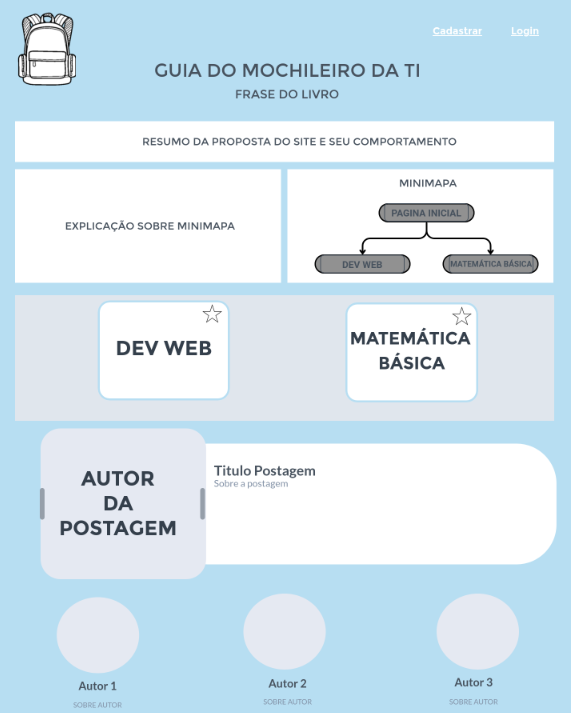 Cadastrar
Login
GUIA DO MOCHILEIRO DA TI
FRASE DO LIVRO
RESUMO DA PROPOSTA DO SITE E SEU COMPORTAMENTO
EXPLICAÇÃO SOBRE MINIMAPA
MINIMAPA
PAGINA INICIAL
DEV WEB
MATEMÁTICA BÁSICA
DEV WEB
MATEMÁTICA
BÁSICA
AUTOR
DA
POSTAGEM
Titulo Postagem
Sobre a postagem
Autor 1
SOBRE AUTOR
Autor 2
SOBRE AUTOR
Autor 3
SOBRE AUTOR